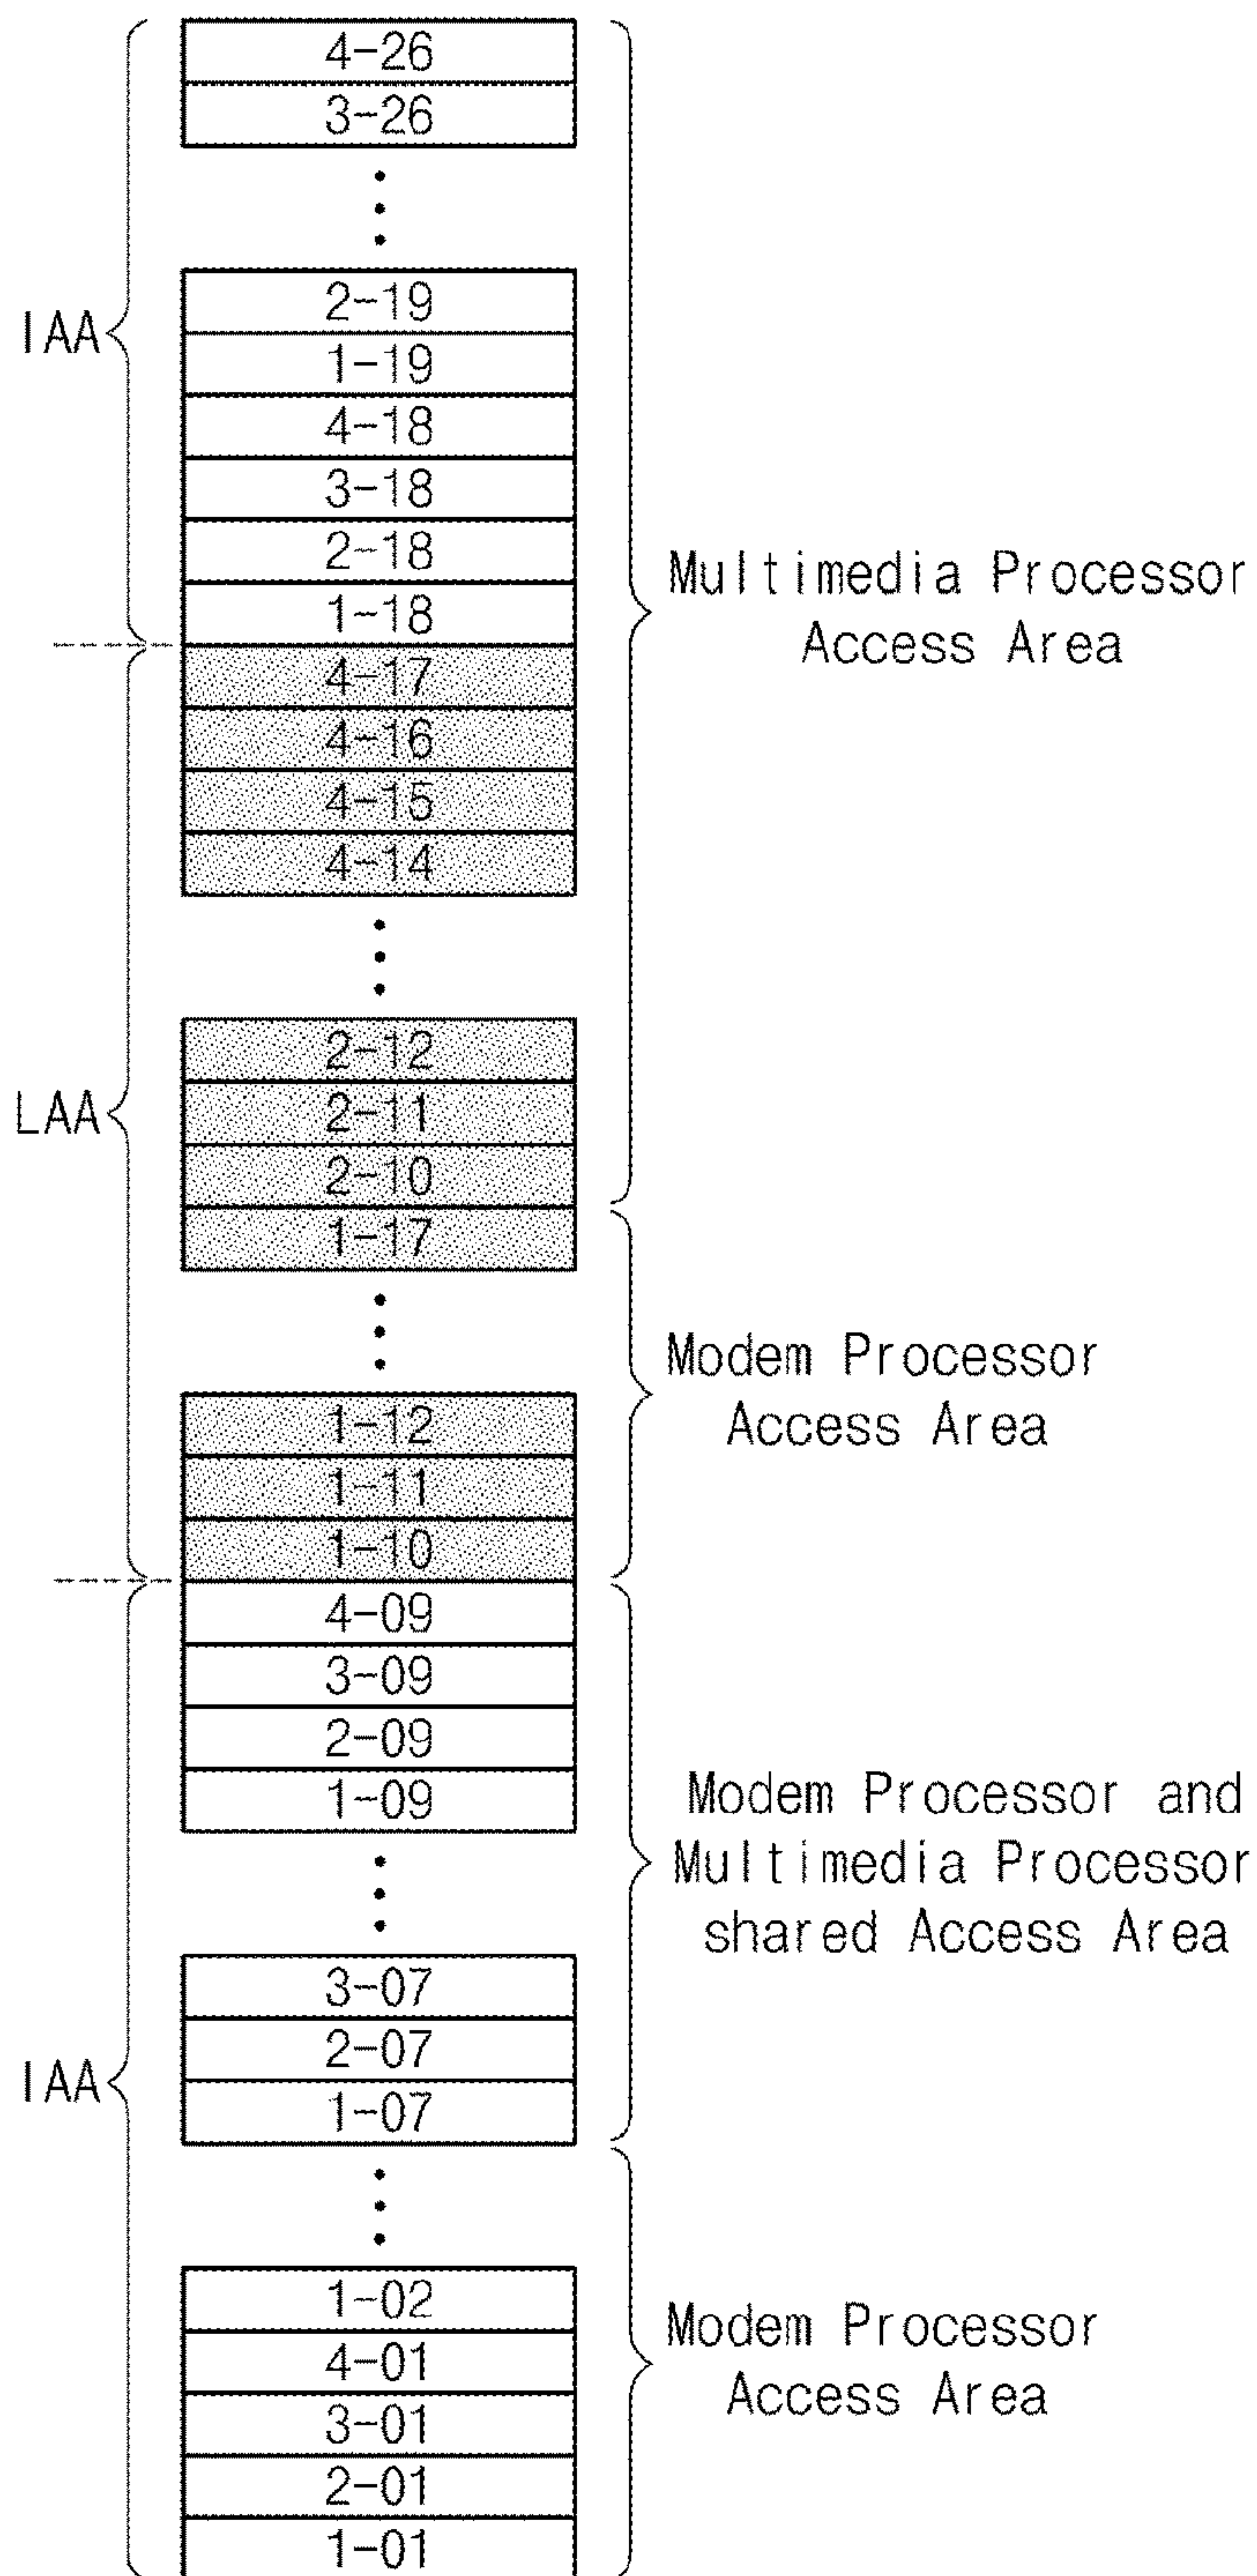 4-26
3-26
IAA
2-19
1-19
4-18
3-18
2-18
1-18
Multimedia Processor
Access Area
4-17
4-16
4-15
4-14
LAA
2-12
2-11
2-10
1-17
Modem Processor
Access Area
1-12
1-11
1-10
4-09
3-09
2-09
1-09
Modem Processor and
Multimedia Processor
shared Access Area
IAA
3-07
2-07
1-07
1-02
4-01
3-01
2-01
1-01
Modem Processor
Access Area